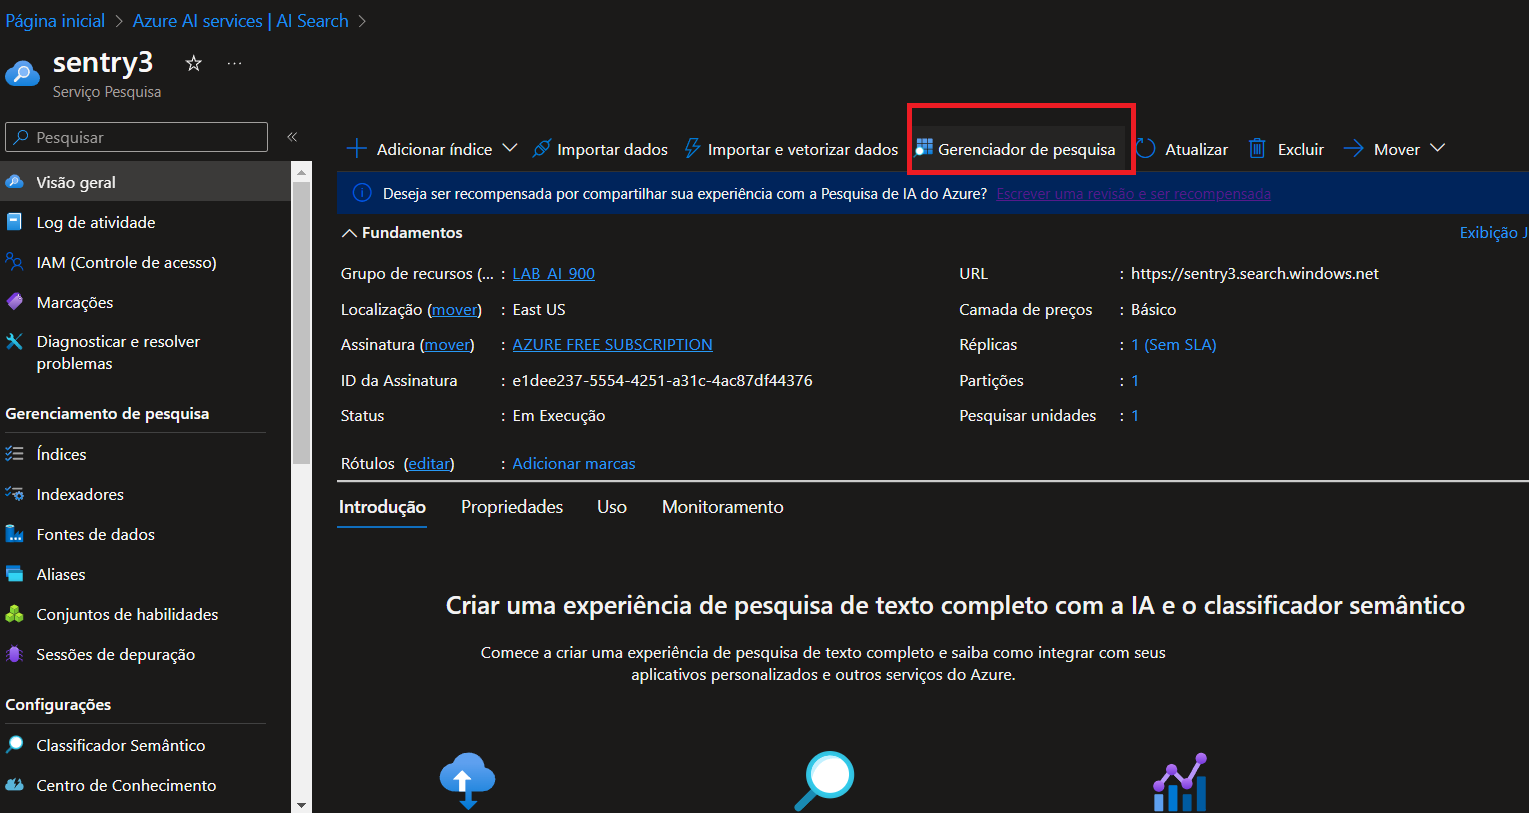 Página inicial > Azure AI services | AI Search >
sentry3
Serviço Pesquisa
Pesquisar
Visão geral
Log de atividade
IAM (Controle de acesso)
Marcações
Diagnosticar e resolver
problemas
Gerenciamento de pesquisa
Índices
Indexadores
Fontes de dados
Aliases
Conjuntos de habilidades
Sessões de depuração
Configurações
Classificador Semântico
Centro de Conhecimento
Adicionar índice Importar dados Importar e vetorizar dados Gerenciador de pesquisa Atualizar Excluir Mover
Deseja ser recompensada por compartilhar sua experiência com a Pesquisa de IA do Azure? Escrever uma revisão e ser recompensada
Fundamentos
Exibição J
Grupo de recursos (... : LAB_AI_900
Localização (mover) : East US
Assinatura (mover) : AZURE FREE SUBSCRIPTION
ID da Assinatura : e1dee237-5554-4251-a31c-4ac87df44376
Status : Em Execução
URL : https://sentry3.search.windows.net
Camada de preços : Básico
Réplicas : 1 (Sem SLA)
Partições : 1
Pesquisar unidades : 1
Rótulos (editar) : Adicionar marcas
Introdução Propriedades Uso Monitoramento
Criar uma experiência de pesquisa de texto completo com a IA e o classificador semântico
Comece a criar uma experiência de pesquisa de texto completo e saiba como integrar com seus
aplicativos personalizados e outros serviços do Azure.